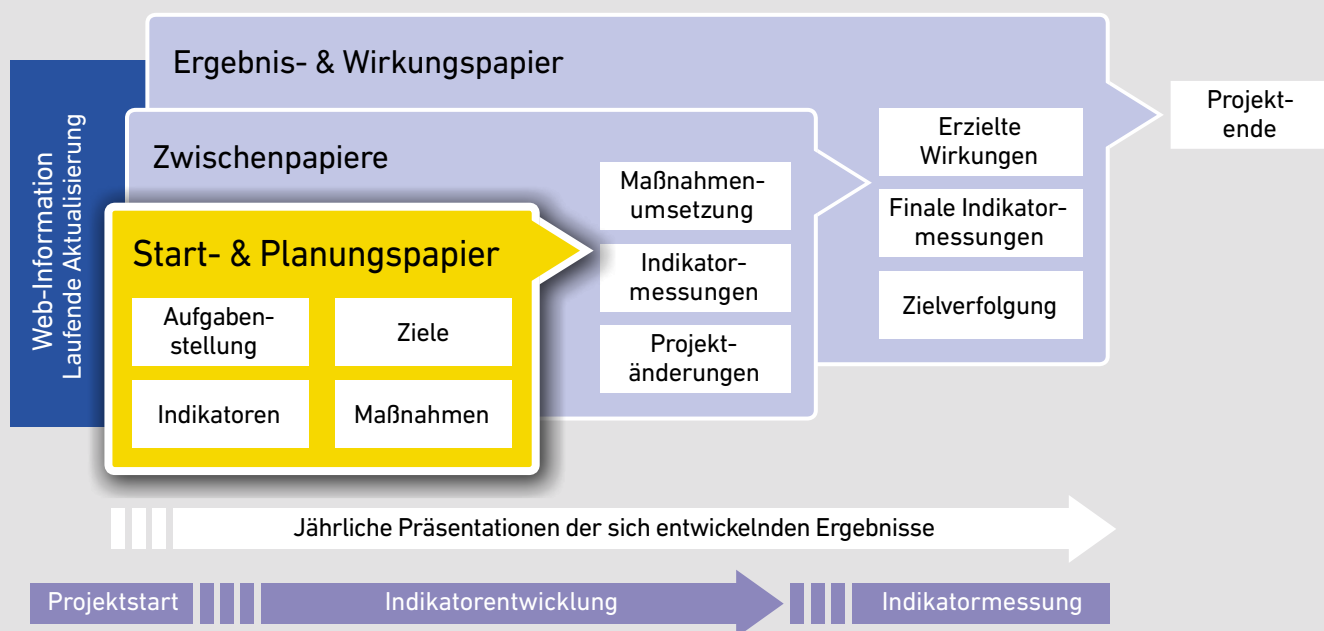 Ergebnis- & Wirkungspapier
Web-Information
Laufende Aktualisierung
Zwischenpapiere
Start- & Planungspapier
Aufgaben-
stellung
Ziele
Indikatoren
Maßnahmen
Maßnahmen-
umsetzung
Indikator-
messungen
Projekt-
änderungen
Erzielte
Wirkungen
Finale Indikator-
messungen
Zielverfolgung
Projekt-
ende
Jährliche Präsentationen der sich entwickelnden Ergebnisse
Projektstart
Indikatorentwicklung
Indikatormessung